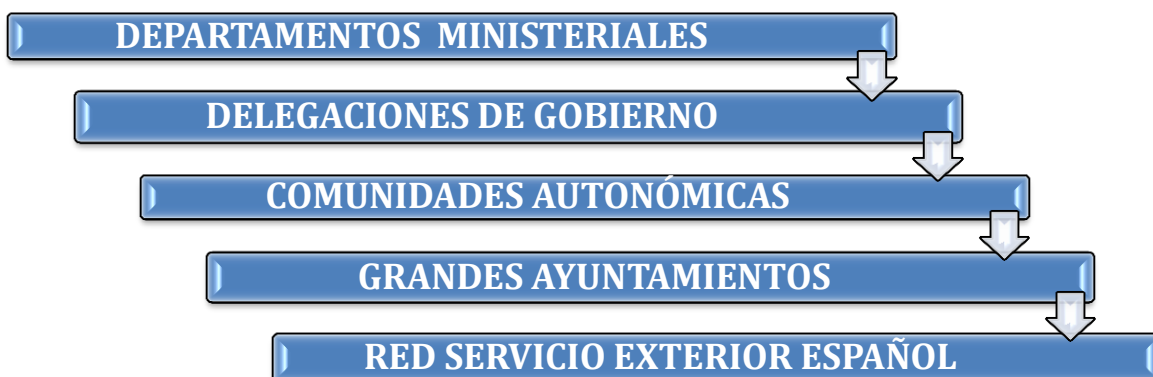 DEPARTAMENTOS MINISTERIALES
DELEGACIONES DE GOBIERNO
COMUNIDADES AUTONÓMICAS
GRANDES AYUNTAMIENTOS
RED SERVICIO EXTERIOR ESPAÑOL